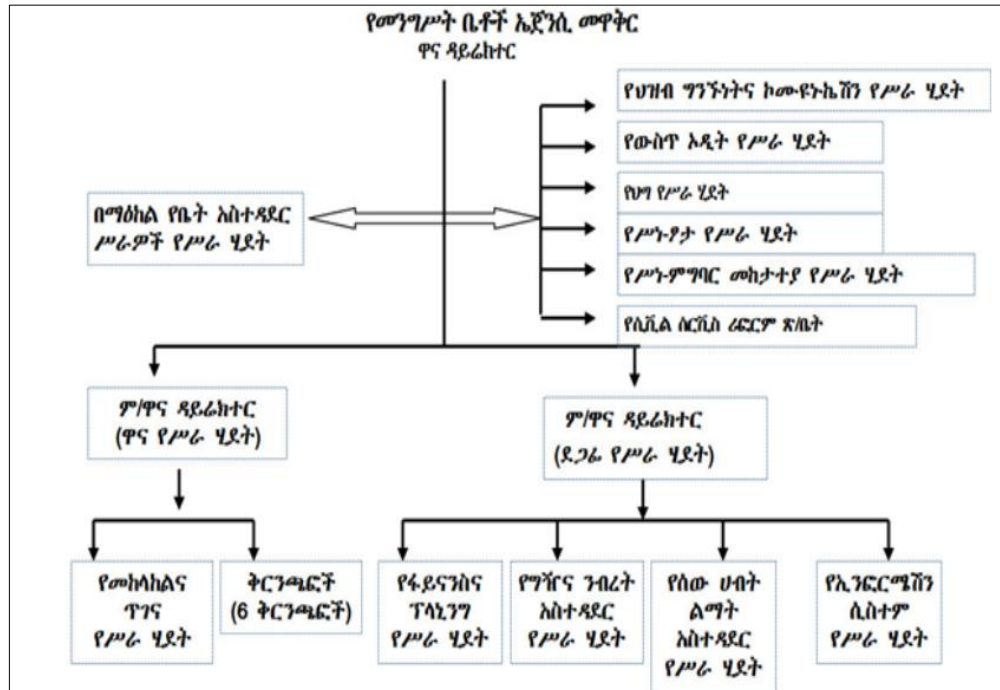 የመንግሥት ቤቶች ኤጀንሲ መዋቅር
ዋና ዳይሬክተር
የህዝብ ግንኙነትና ኮሙዩኒኬሽን የሥራ ሂደት
የውስጥ ኦዲት የሥራ ሂደት
የህግ የሥራ ሂደት
የሥነ-ፆታ የሥራ ሂደት
የሥነ-ምግባር መከታተያ የሥራ ሂደት
የሲቪል ሰርቪስ ሪፎርም ጽ/ቤት
በማዕከል የቤት አስተዳደር
ሥራዎች የሥራ ሂደት
ም/ዋና ዳይሬክተር
(ዋና የሥራ ሂደት)
ም/ዋና ዳይሬክተር
(ደጋፊ የሥራ ሂደት)
የመከላከልና
ጥገና
የሥራ ሂደት
ቅርንጫፎች
(6 ቅርንጫፎች)
የፋይናንስና
ፕላኒንግ
የሥራ ሂደት
የግዥና ንብረት
አስተዳደር
የሥራ ሂደት
የሰው ሀብት
ልማት
አስተዳደር
የሥራ ሂደት
የኢንፎርሜሽን
ሲስተም
የሥራ ሂደት